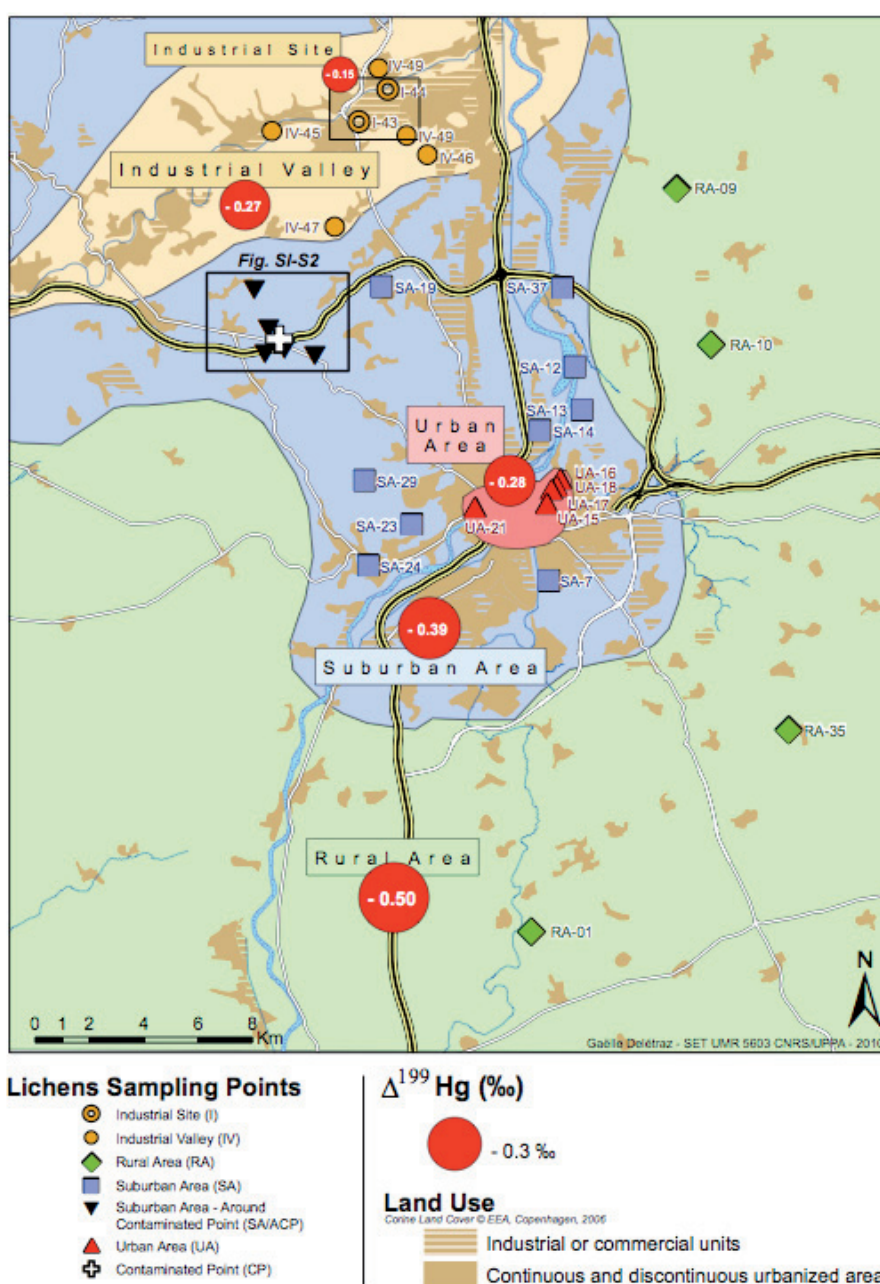 Industrial Site
- 0.15
IV-49
I-44
I-43
IV-49
IV-45
IV-46
Industrial Valley
- 0.27
IV-47
RA-09
Fig. SI-S2
SA-19
SA-37
RA-10
SA-12
SA-13
SA-14
Urban
Area
- 0.28
UA-16
UA-18
UA-17
UA-15
UA-21
SA-29
SA-23
SA-24
SA-7
- 0.39
Suburban Area
RA-35
Rural Area
- 0.50
RA-01
N
0 1 2 4 6 8
Km
Gaëlle Delétraz - SET UMR 5603 CNRS/UPPA - 2010
Lichens Sampling Points
Industrial Site (I)
Industrial Valley (IV)
Rural Area (RA)
Suburban Area (SA)
Suburban Area - Around
Contaminated Point (SA/ACP)
Urban Area (UA)
Contaminated Point (CP)
Δ199 Hg (‰)
- 0.3 ‰
Land Use
Corine Land Cover © EEA, Copenhagen, 2006
Industrial or commercial units
Continuous and discontinuous urbanized area